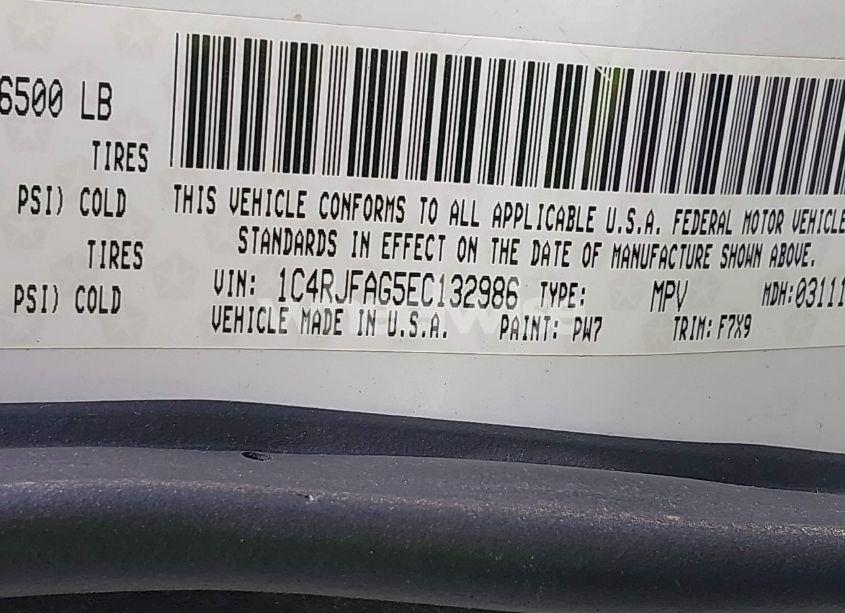 6500 LB
TIRES
PSI) COLD
TIRES
PSI) COLD
THIS VEHICLE CONFORMS TO ALL APPLICABLE U.S.A. FEDERAL MOTOR VEHICLE
STANDARDS IN EFFECT ON THE DATE OF MANUFACTURE SHOWN ABOVE.
VIN: 1C4RJFAG5EC132986 TYPE: MPV MDH:03111
VEHICLE MADE IN U.S.A. PAINT: PW7 TRIM: F7X9